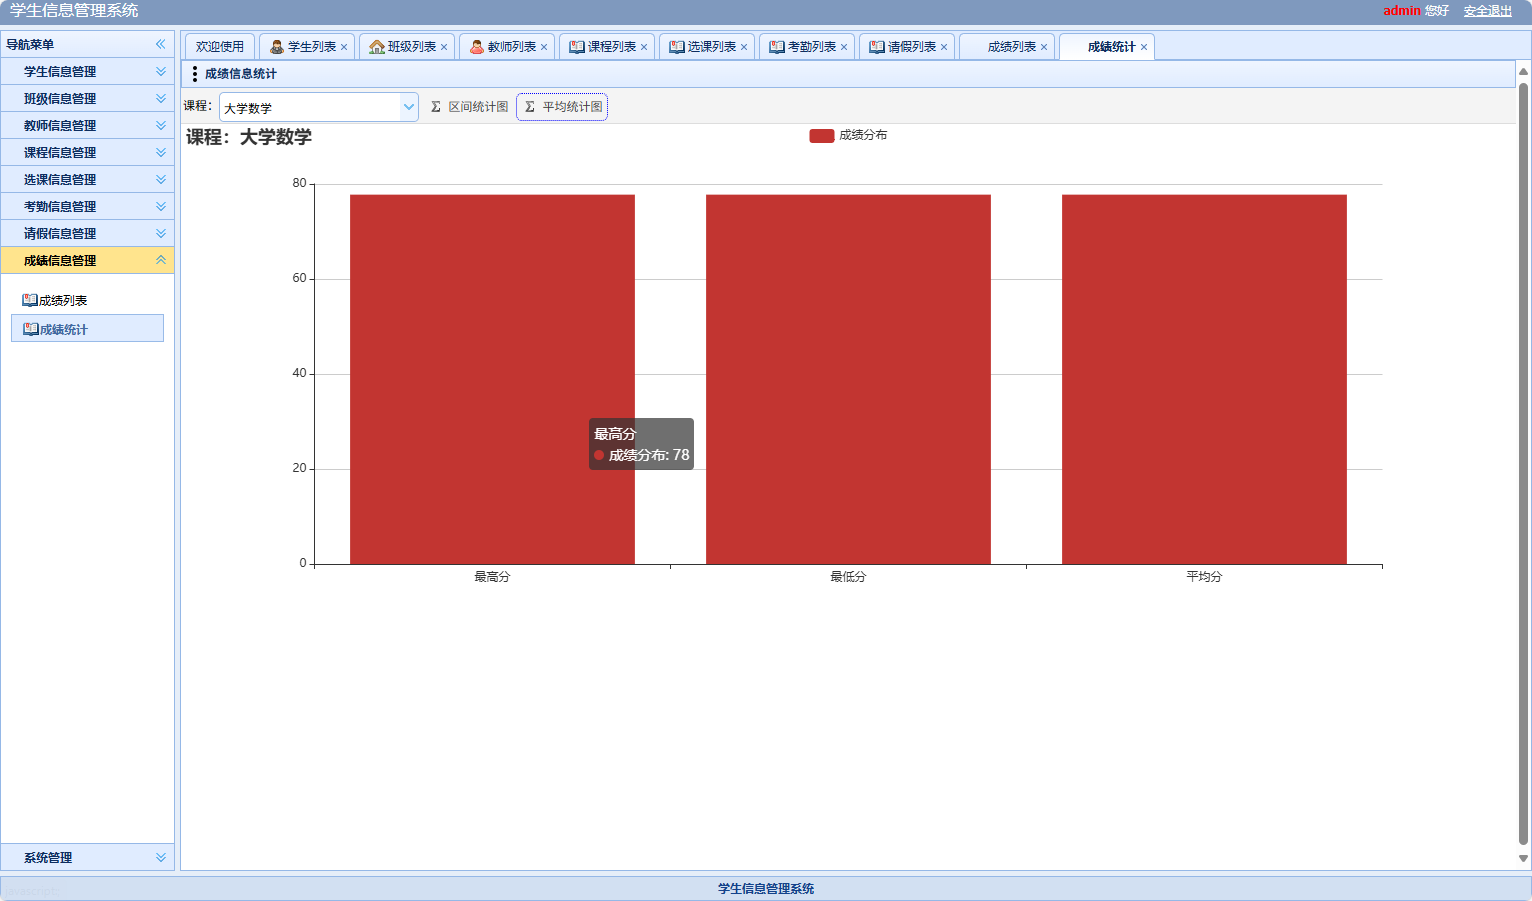 学生信息管理系统
admin 您好 安全退出
导航菜单
学生信息管理
班级信息管理
教师信息管理
课程信息管理
选课信息管理
考勤信息管理
请假信息管理
成绩信息管理
成绩列表
成绩统计
系统管理
欢迎使用 学生列表 班级列表 教师列表 课程列表 选课列表 考勤列表 请假列表 成绩列表 成绩统计
成绩信息统计
课程： 大学数学 Σ 区间统计图 Σ 平均统计图
课程：大学数学
成绩分布
80
60
40
20
0
最高分
成绩分布: 78
最高分 最低分 平均分
学生信息管理系统